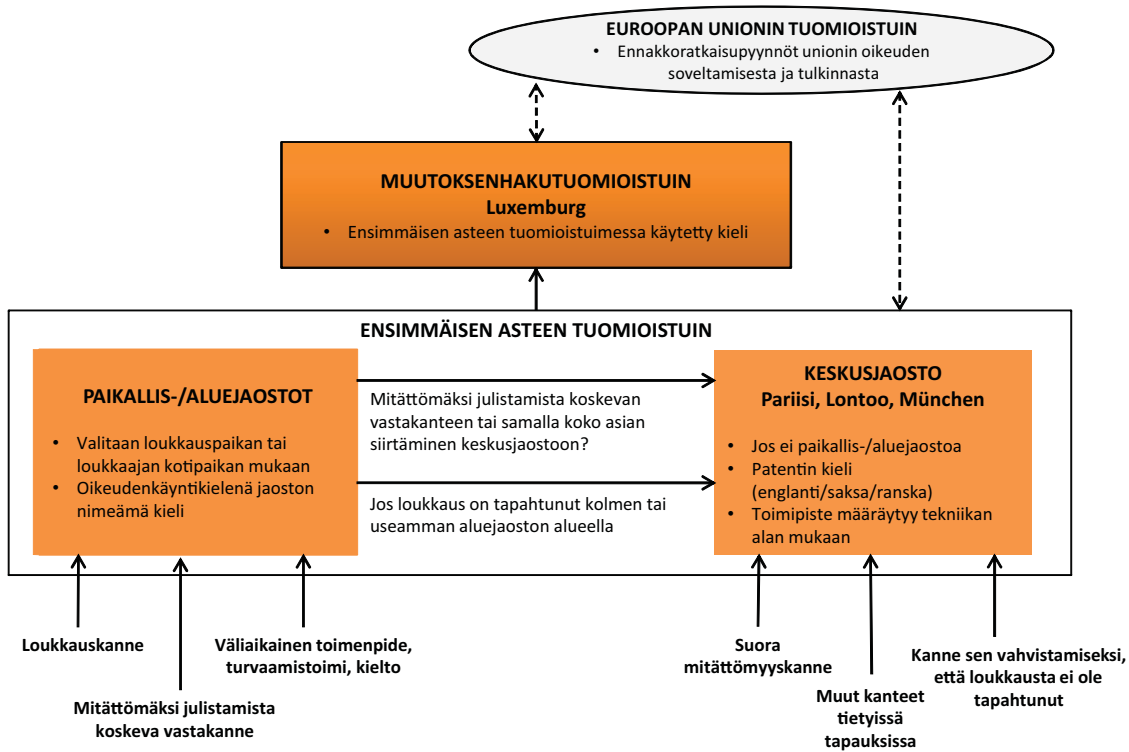 EUROOPAN UNIONIN TUOMIOISTUIN
• Ennakkoratkaisupyynnöt unionin oikeuden
soveltamisesta ja tulkinnasta
MUUTOKSENHAKUTUOMIOISTUIN
Luxemburg
• Ensimmäisen asteen tuomioistuimessa käytetty kieli
ENSIMMÄISEN ASTEEN TUOMIOISTUIN
PAIKALLIS-/ALUEJAOSTOT
• Valitaan loukkauspaikan tai
loukkaajan kotipaikan mukaan
• Oikeudenkäyntikielenä jaoston
nimeämä kieli
Mitättömäksi julistamista koskevan
vastakanteen tai samalla koko asian
siirtäminen keskusjaostoon?
Jos loukkaus on tapahtunut kolmen tai
useamman aluejaoston alueella
KESKUSJAOSTO
Pariisi, Lontoo, München
• Jos ei paikallis-/aluejaostoa
• Patentin kieli
(englanti/saksa/ranska)
• Toimipiste määräytyy tekniikan
alan mukaan
Loukkauskanne
Mitättömäksi julistamista
koskeva vastakanne
Väliaikainen toimenpide,
turvaamistoimi, kielto
Suora
mitättömyyskanne
Muut kanteet
tietyissä
tapauksissa
Kanne sen vahvistamiseksi,
että loukkausta ei ole
tapahtunut